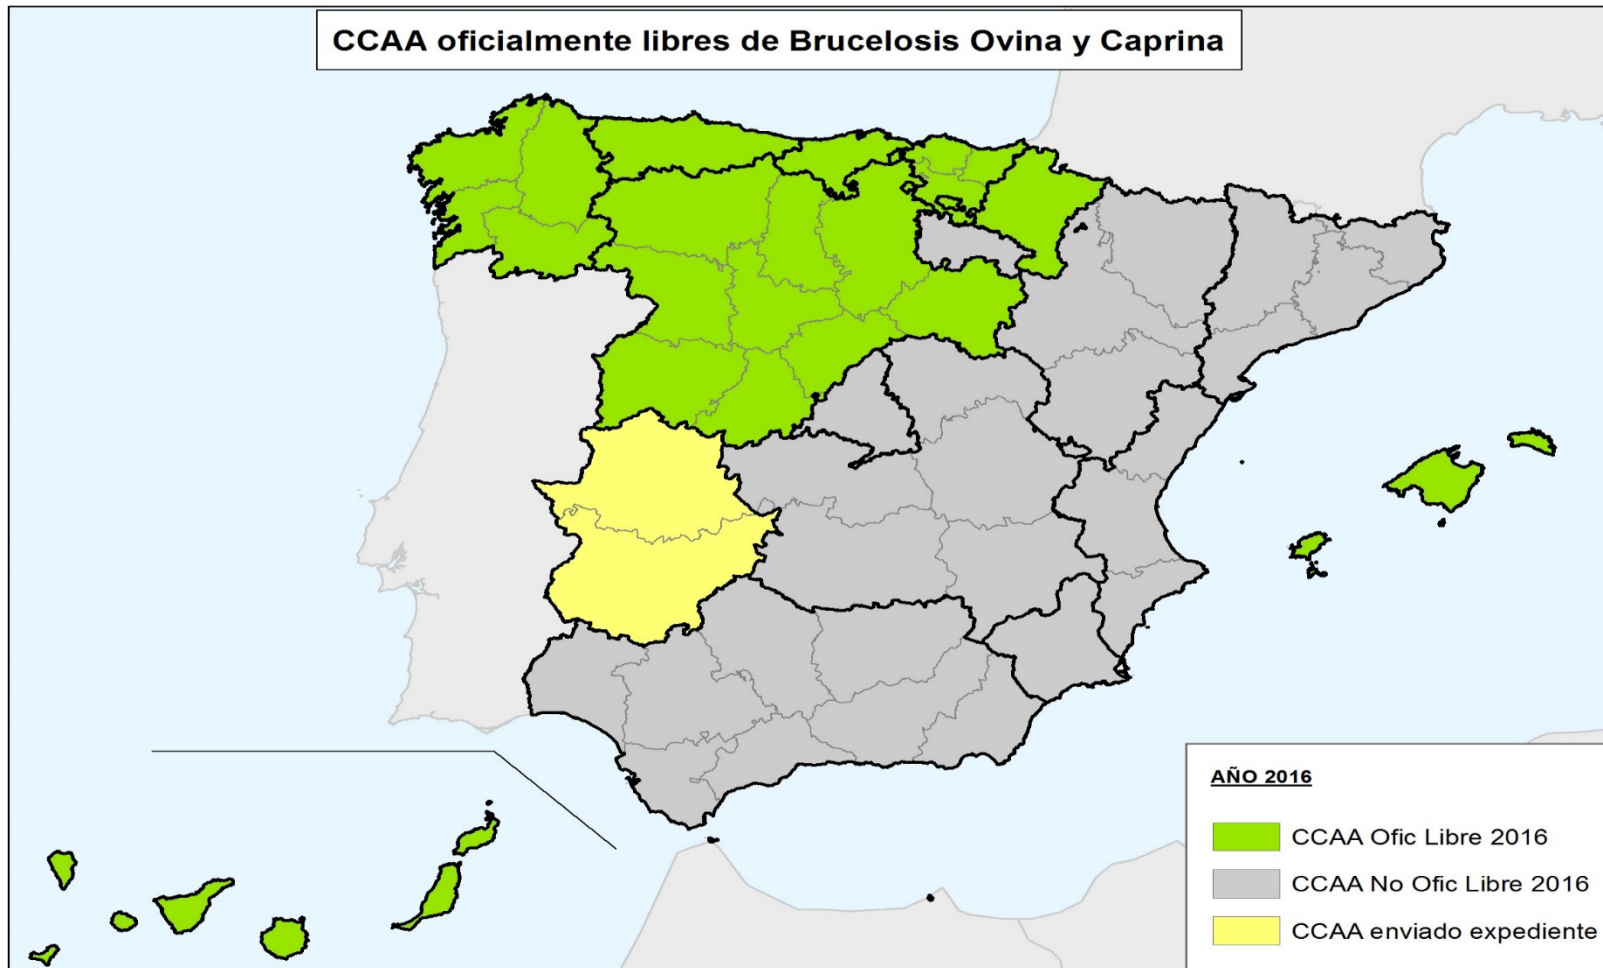 CCAA oficialmente libres de Brucelosis Ovina y Caprina
AÑO 2016
CCAA Ofic Libre 2016
CCAA No Ofic Libre 2016
CCAA enviado expediente